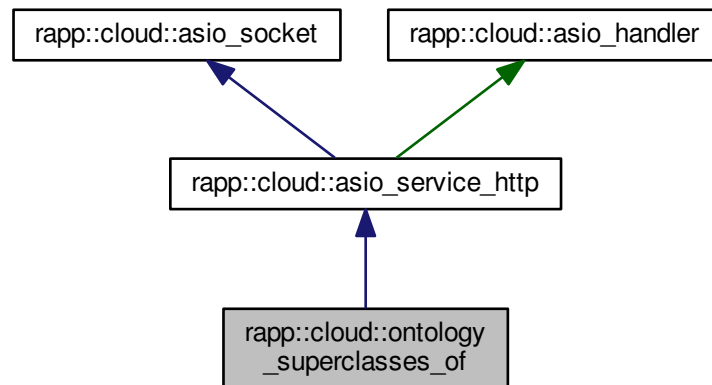 rapp::cloud::asio_socket
rapp::cloud::asio_handler
rapp::cloud::asio_service_http
rapp::cloud::ontology
_superclasses_of